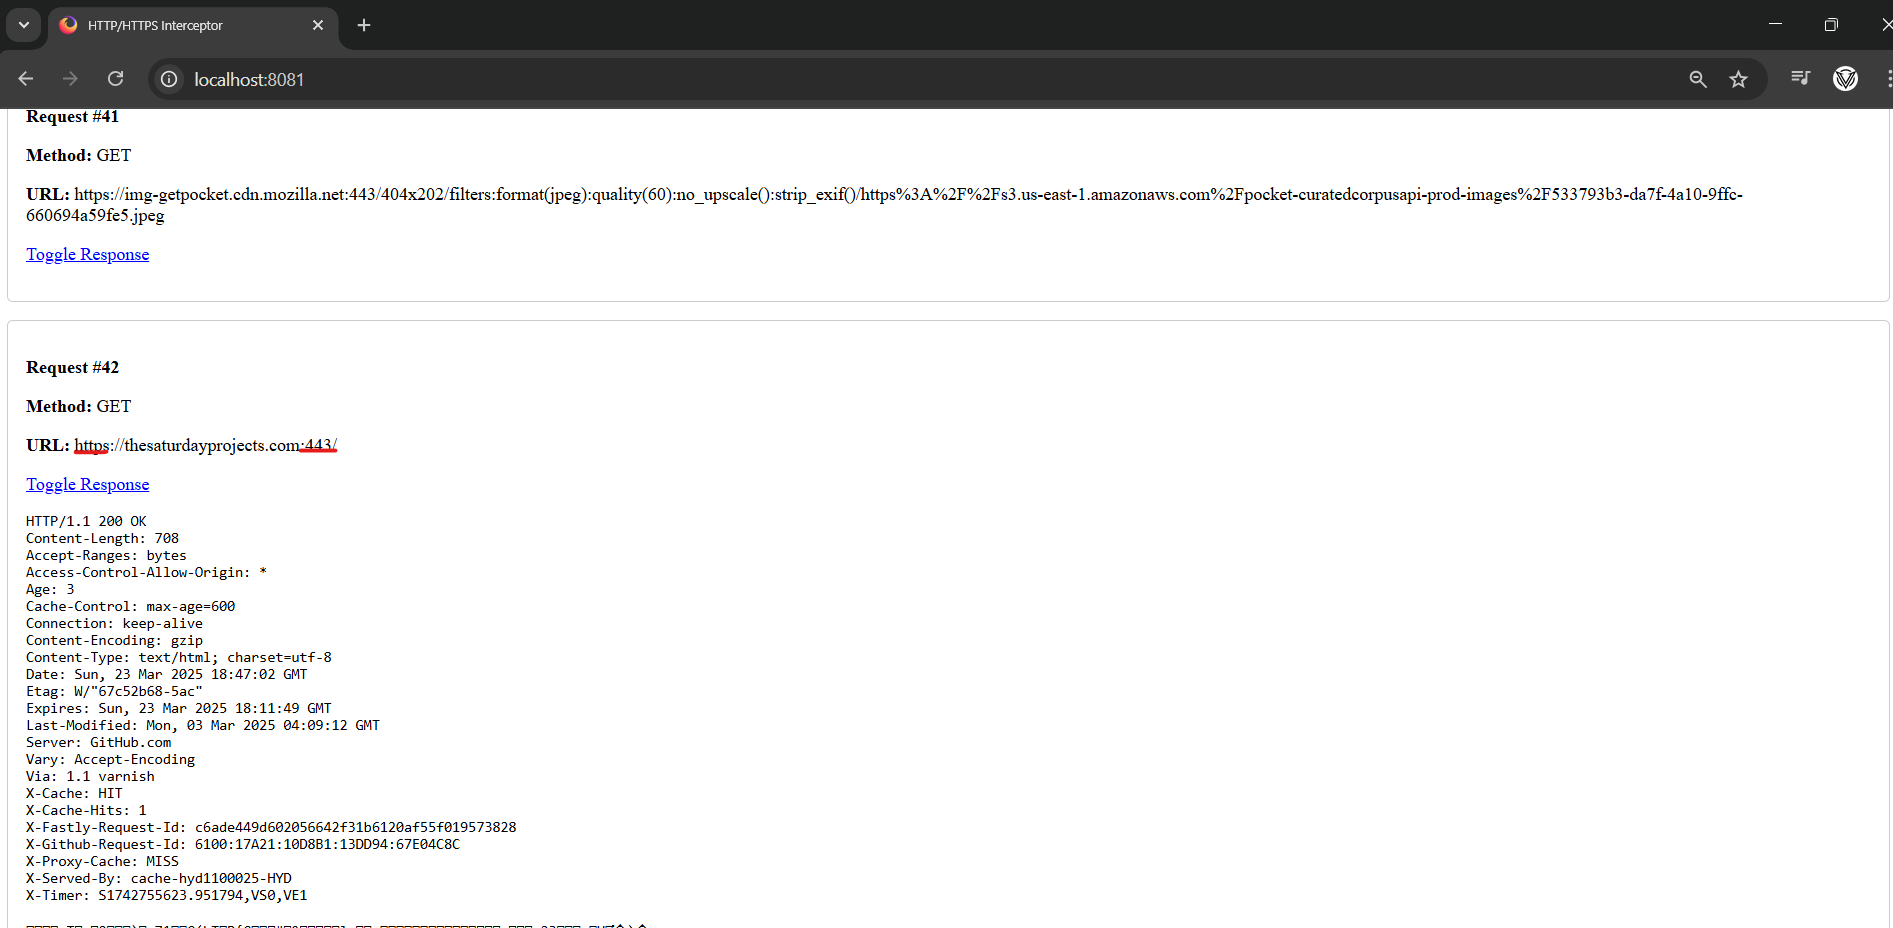 HTTP/HTTPS Interceptor
localhost:8081
Request #41
Method: GET
URL: https://img-getpocket.cdn.mozilla.net:443/404x202/filters:format(jpeg):quality(60):no_upscale():strip_exif()/https%3A%2F%2Fs3.us-east-1.amazonaws.com%2Fpocket-curatedcorpusapi-prod-images%2F533793b3-da7f-4a10-9ffc-
660694a59fe5.jpeg
Toggle Response
Request #42
Method: GET
URL: https://thesaturdayprojects.com:443/
Toggle Response
HTTP/1.1 200 OK
Content-Length: 708
Accept-Ranges: bytes
Access-Control-Allow-Origin: *
Age: 3
Cache-Control: max-age=600
Connection: keep-alive
Content-Encoding: gzip
Content-Type: text/html; charset=utf-8
Date: Sun, 23 Mar 2025 18:47:02 GMT
Etag: W/"67c52b68-5ac"
Expires: Sun, 23 Mar 2025 18:11:49 GMT
Last-Modified: Mon, 03 Mar 2025 04:09:12 GMT
Server: GitHub.com
Vary: Accept-Encoding
Via: 1.1 varnish
X-Cache: HIT
X-Cache-Hits: 1
X-Fastly-Request-Id: c6ade449d602056642f31b6120af55f019573828
X-Github-Request-Id: 6100:17A21:10D8B1:13DD94:67E04C8C
X-Proxy-Cache: MISS
X-Served-By: cache-hyd1100025-HYD
X-Timer: S1742755623.951794,VS0,VE1